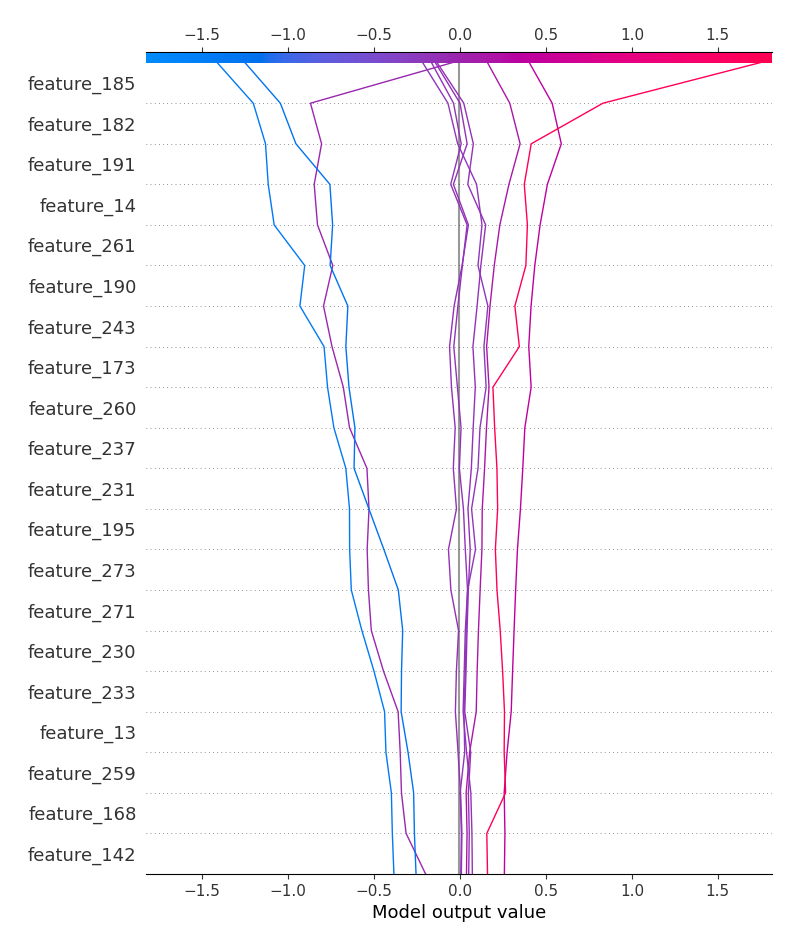 −1.5 −1.0 −0.5 0.0 0.5 1.0 1.5
feature_185
feature_182
feature_191
feature_14
feature_261
feature_190
feature_243
feature_173
feature_260
feature_237
feature_231
feature_195
feature_273
feature_271
feature_230
feature_233
feature_13
feature_259
feature_168
feature_142
−1.5 −1.0 −0.5 0.0 0.5 1.0 1.5
Model output value